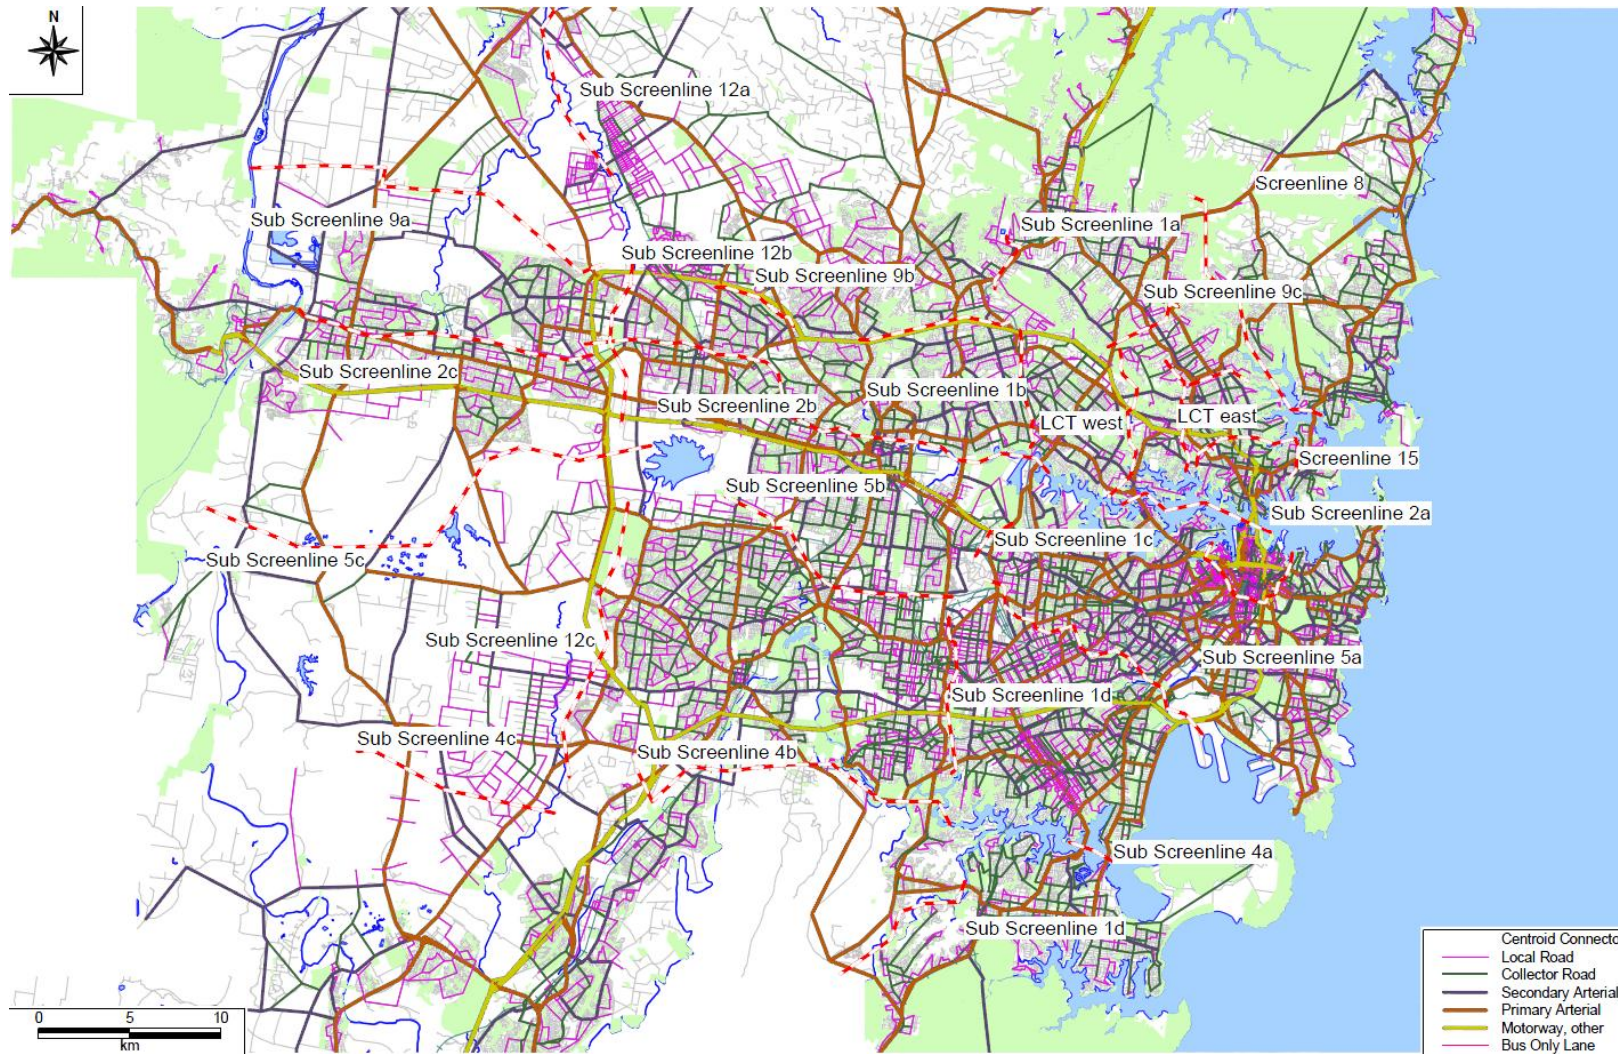 N
Sub Screenline 12a
Screenline 8
Sub Screenline 9a
Sub Screenline 1a
Sub Screenline 12b
Sub Screenline 9b
Sub Screenline 9c
Sub Screenline 2c
Sub Screenline 1b
Sub Screenline 2b
LCT west
LCT east
Screenline 15
Sub Screenline 5b
Sub Screenline 2a
Sub Screenline 1c
Sub Screenline 5c
Sub Screenline 12c
Sub Screenline 5a
Sub Screenline 1d
Sub Screenline 4c
Sub Screenline 4b
Sub Screenline 4a
Sub Screenline 1d
Centroid Connecto
Local Road
Collector Road
Secondary Arterial
Primary Arterial
Motorway, other
Bus Only Lane
0 5 10
km